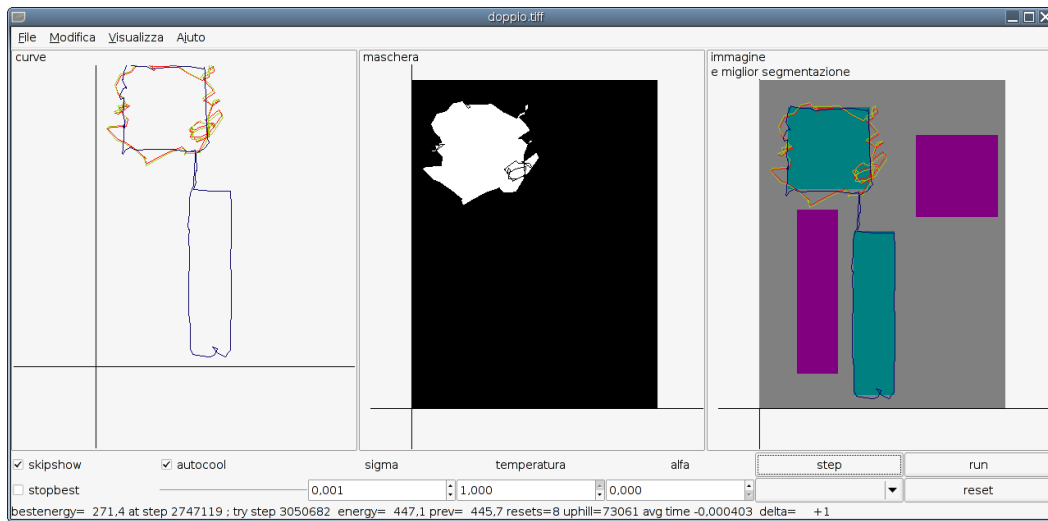 doppio.tiff
File Modifica Visualizza Aiuto
curve
maschera
immagine
e miglior segmentazione
skipshow autocool sigma temperatura alfa step run
stopbest 0,001 1,000 0,000 reset
bestenergy= 271,4 at step 2747119 ; try step 3050682 energy= 447,1 prev= 445,7 resets=8 uphill=73061 avg time -0,000403 delta= +1